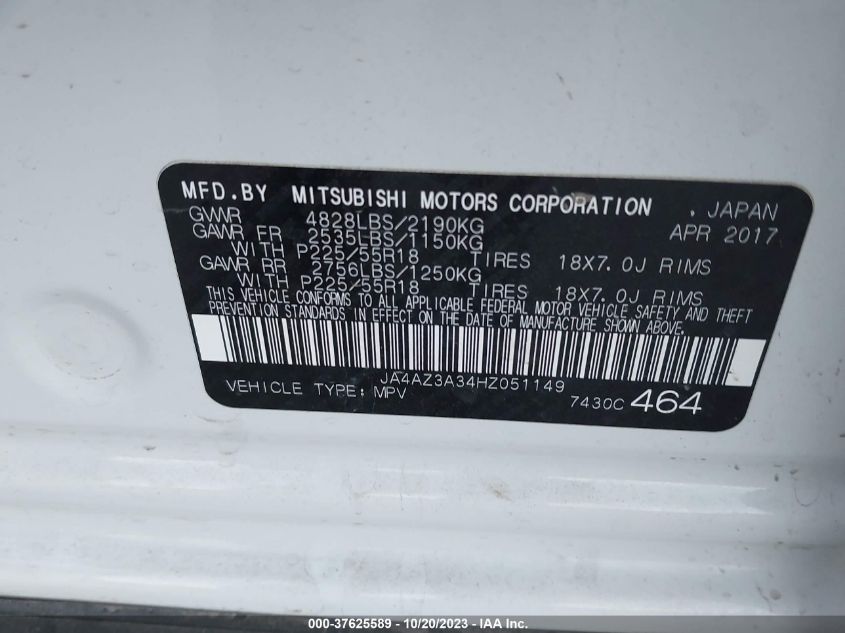 MFD.BY MITSUBISHI MOTORS CORPORATION . JAPAN
GVWR 4828LBS/2190KG APR 2017
GAWR FR 2535LBS/1150KG
WITH P225/55R18 TIRES 18X7.0J RIMS
GAWR RR 2756LBS/1250KG
WITH P225/55R18 TIRES 18X7.0J RIMS
THIS VEHICLE CONFORMS TO ALL APPLICABLE FEDERAL MOTOR VEHICLE SAFETY AND THEFT
PREVENTION STANDARDS IN EFFECT ON THE DATE OF MANUFACTURE SHOWN ABOVE.
JA4AZ3A34HZ051149
VEHICLE TYPE: MPV 7430C 464
000-37625589 - 10/20/2023 - IAA Inc.